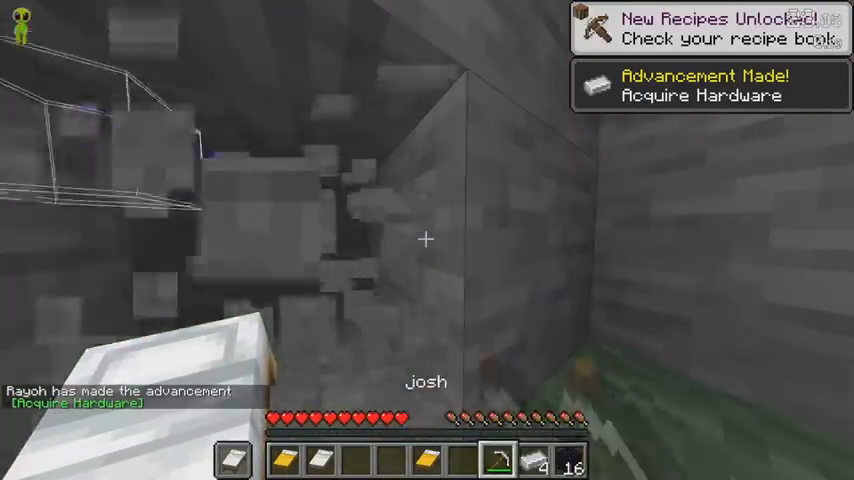 New Recipes Unlocked!
Check your recipe book.
Advancement Made!
Acquire Hardware
josh
Rayoh has made the advancement
[Acquire Hardware]
4
16